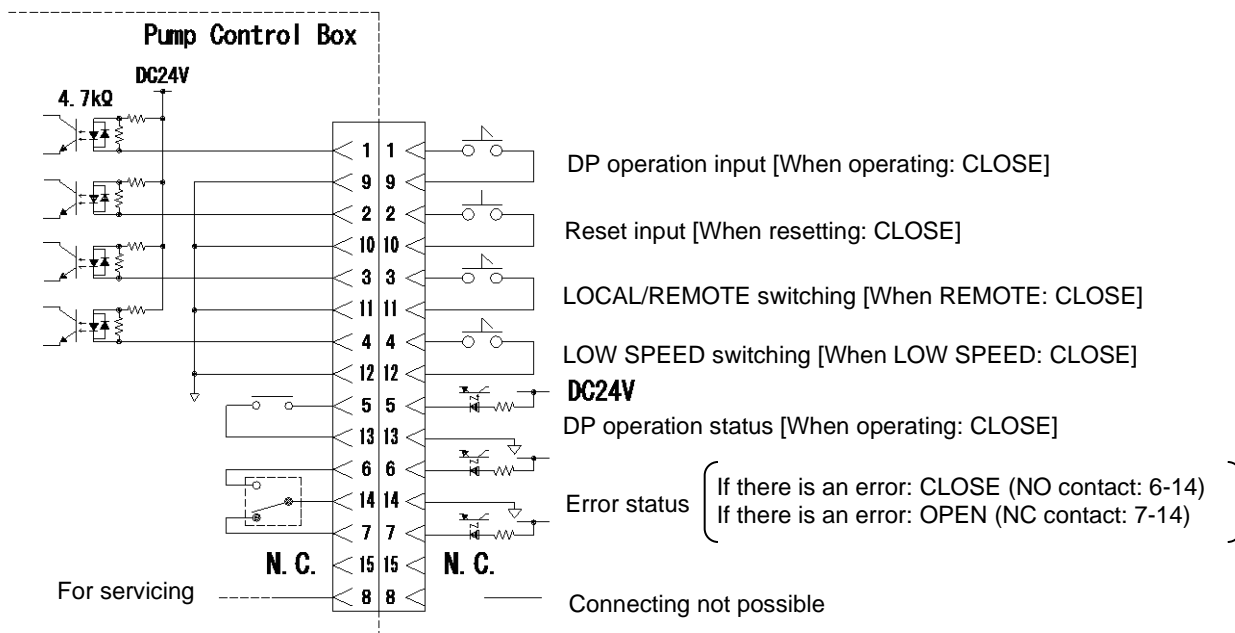 Pump Control Box
DC24V
4.7kΩ
1 1
DP operation input [When operating: CLOSE]
9 9
2 2
Reset input [When resetting: CLOSE]
10 10
3 3
LOCAL/REMOTE switching [When REMOTE: CLOSE]
11 11
4 4
LOW SPEED switching [When LOW SPEED: CLOSE]
12 12
DC24V
5 5
DP operation status [When operating: CLOSE]
13 13
6 6
If there is an error: CLOSE (NO contact: 6-14)
14 14
Error status
If there is an error: OPEN (NC contact: 7-14)
7 7
N.C. 15 15 N.C.
For servicing 8 8 Connecting not possible